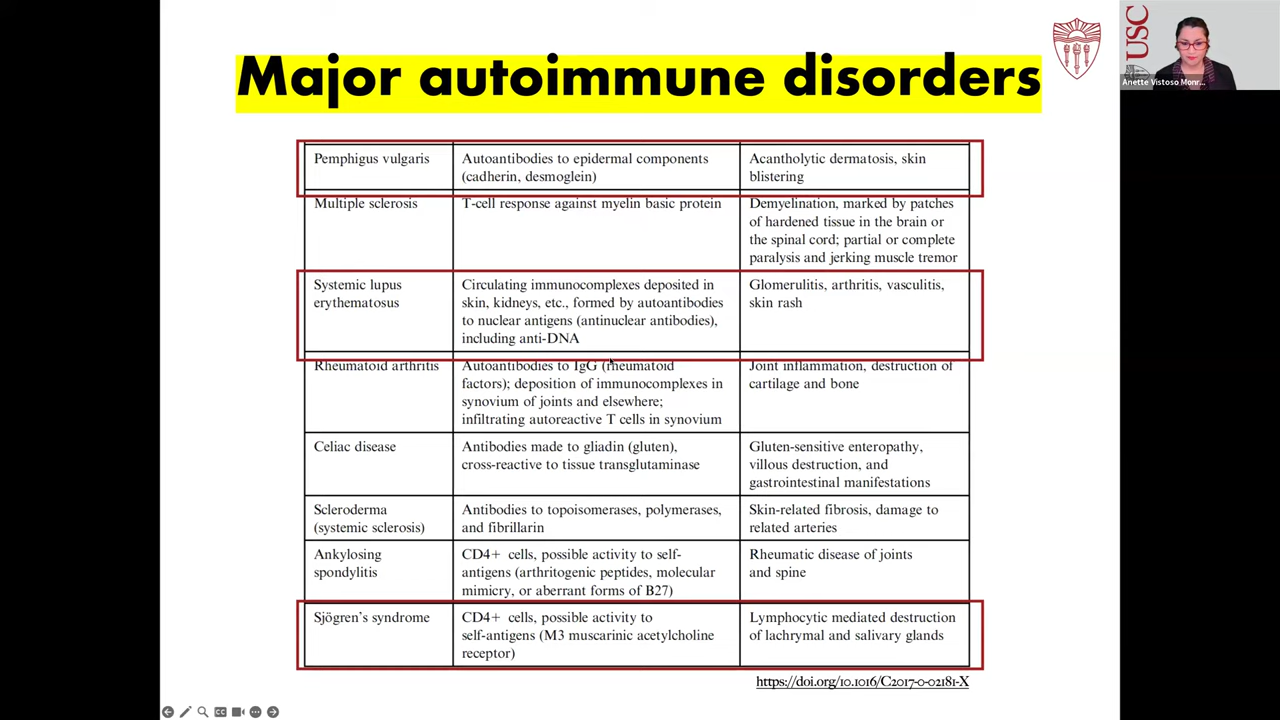 Major autoimmune disorders
USC
Anette Vistoso Monr...
Pemphigus vulgaris
Autoantibodies to epidermal components
(cadherin, desmoglein)
Acantholytic dermatosis, skin
blistering
Multiple sclerosis
T-cell response against myelin basic protein
Demyelination, marked by patches
of hardened tissue in the brain or
the spinal cord; partial or complete
paralysis and jerking muscle tremor
Systemic lupus
erythematosus
Circulating immunocomplexes deposited in
skin, kidneys, etc., formed by autoantibodies
to nuclear antigens (antinuclear antibodies),
including anti-DNA
Glomerulitis, arthritis, vasculitis,
skin rash
Rheumatoid arthritis
Autoantibodies to IgG (rheumatoid
factors); deposition of immunocomplexes in
synovium of joints and elsewhere;
infiltrating autoreactive T cells in synovium
Joint inflammation, destruction of
cartilage and bone
Celiac disease
Antibodies made to gliadin (gluten),
cross-reactive to tissue transglutaminase
Gluten-sensitive enteropathy,
villous destruction, and
gastrointestinal manifestations
Scleroderma
(systemic sclerosis)
Antibodies to topoisomerases, polymerases,
and fibrillarin
Skin-related fibrosis, damage to
related arteries
Ankylosing
spondylitis
CD4+ cells, possible activity to self-
antigens (arthritogenic peptides, molecular
mimicry, or aberrant forms of B27)
Rheumatic disease of joints
and spine
Sjögren's syndrome
CD4+ cells, possible activity to
self-antigens (M3 muscarinic acetylcholine
receptor)
Lymphocytic mediated destruction
of lachrymal and salivary glands
https://doi.org/10.1016/C2017-0-02181-X